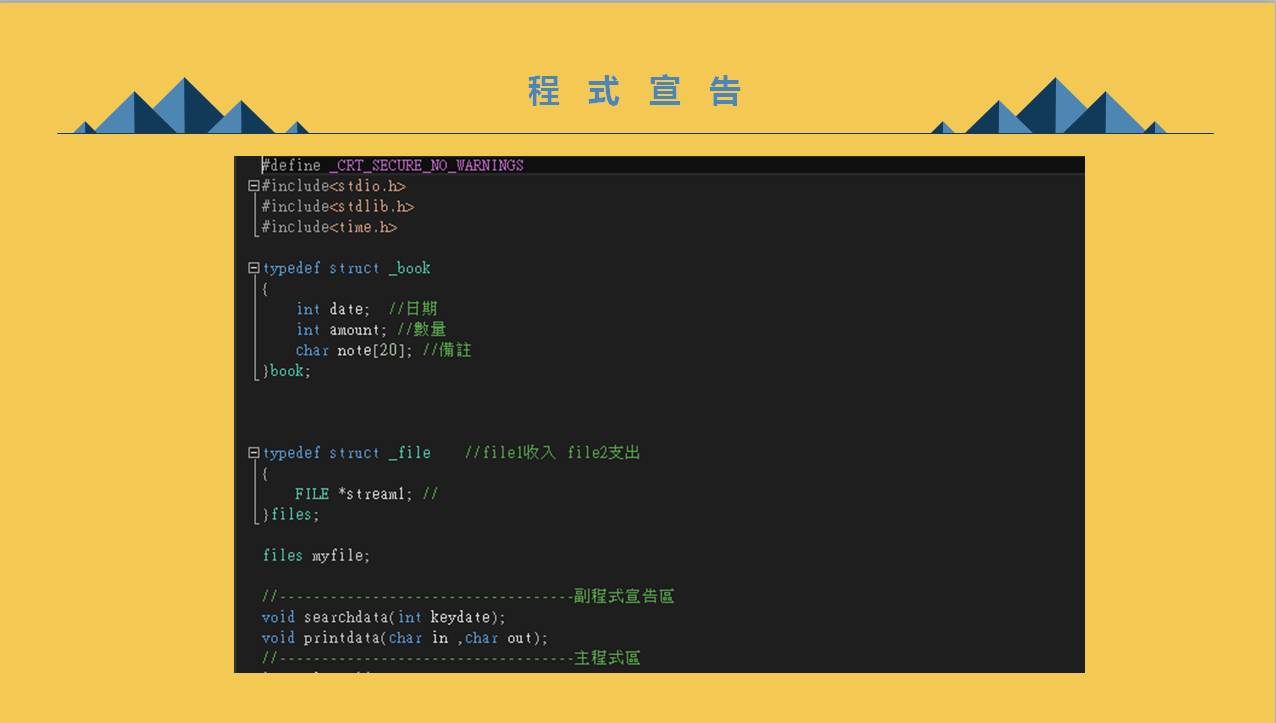 程式宣告
#define _CRT_SECURE_NO_WARNINGS
#include<stdio.h>
#include<stdlib.h>
#include<time.h>
typedef struct _book
{
int date;  //日期
int amount; //數量
char note[20]; //備註
}book;
typedef struct _file    //file1收入 file2支出
{
FILE *stream1; //
}files;
files myfile;
//-----------------------------------副程式宣告區
void searchdata(int keydate);
void printdata(char in ,char out);
//-----------------------------------主程式區